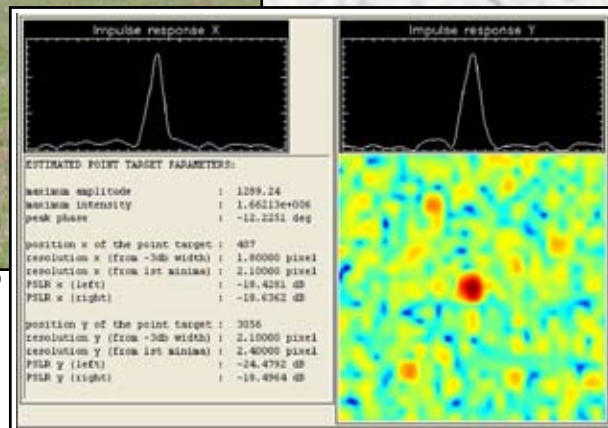 Impulse response X
Impulse response Y
ESTIMATED POINT TARGET PARAMETERS:
maximum amplitude : 1289.24
maximum intensity : 1.66213e+006
peak phase : -12.2251 deg
position x of the point target : 407
resolution x (from -3db width) : 1.80000 pixel
resolution x (from 1st minima) : 2.10000 pixel
PSLR x (left) : -18.4281 dB
PSLR x (right) : -18.6362 dB
position y of the point target : 3056
resolution y (from -3db width) : 2.10000 pixel
resolution y (from 1st minima) : 2.40000 pixel
PSLR y (left) : -24.4792 dB
PSLR y (right) : -18.4964 dB